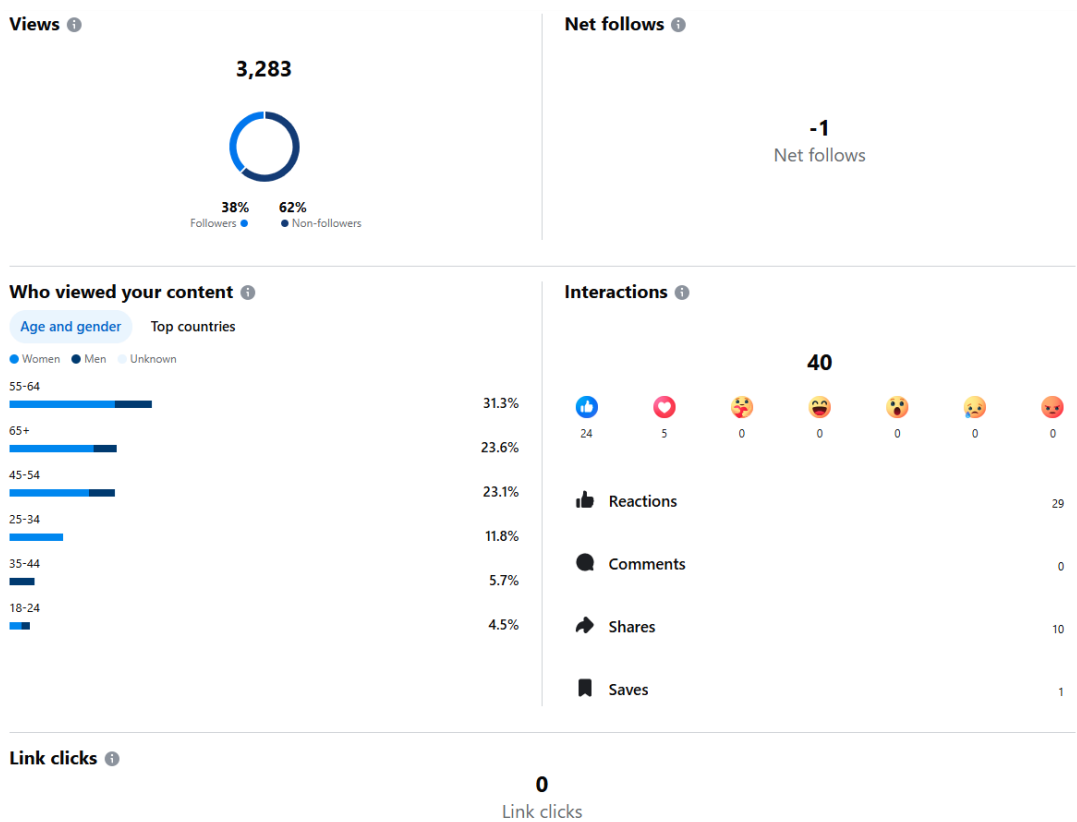 Views
3,283
38% 62%
Followers Non-followers
Net follows
-1
Net follows
Who viewed your content
Age and gender Top countries
Women Men Unknown
55-64
31.3%
65+
23.6%
45-54
23.1%
25-34
11.8%
35-44
5.7%
18-24
4.5%
Interactions
40
24 5 0 0 0 0 0
Reactions 29
Comments 0
Shares 10
Saves 1
Link clicks
0
Link clicks